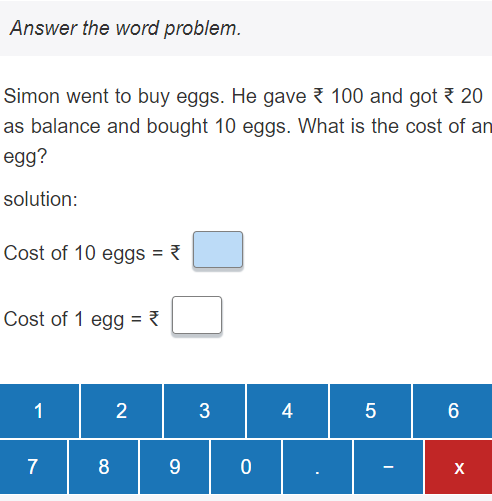 Answer the word problem.
Simon went to buy eggs. He gave ₹ 100 and got ₹ 20
as balance and bought 10 eggs. What is the cost of an
egg?
solution:
Cost of 10 eggs = ₹
Cost of 1 egg = ₹
1 2 3 4 5 6
7 8 9 0 . − x